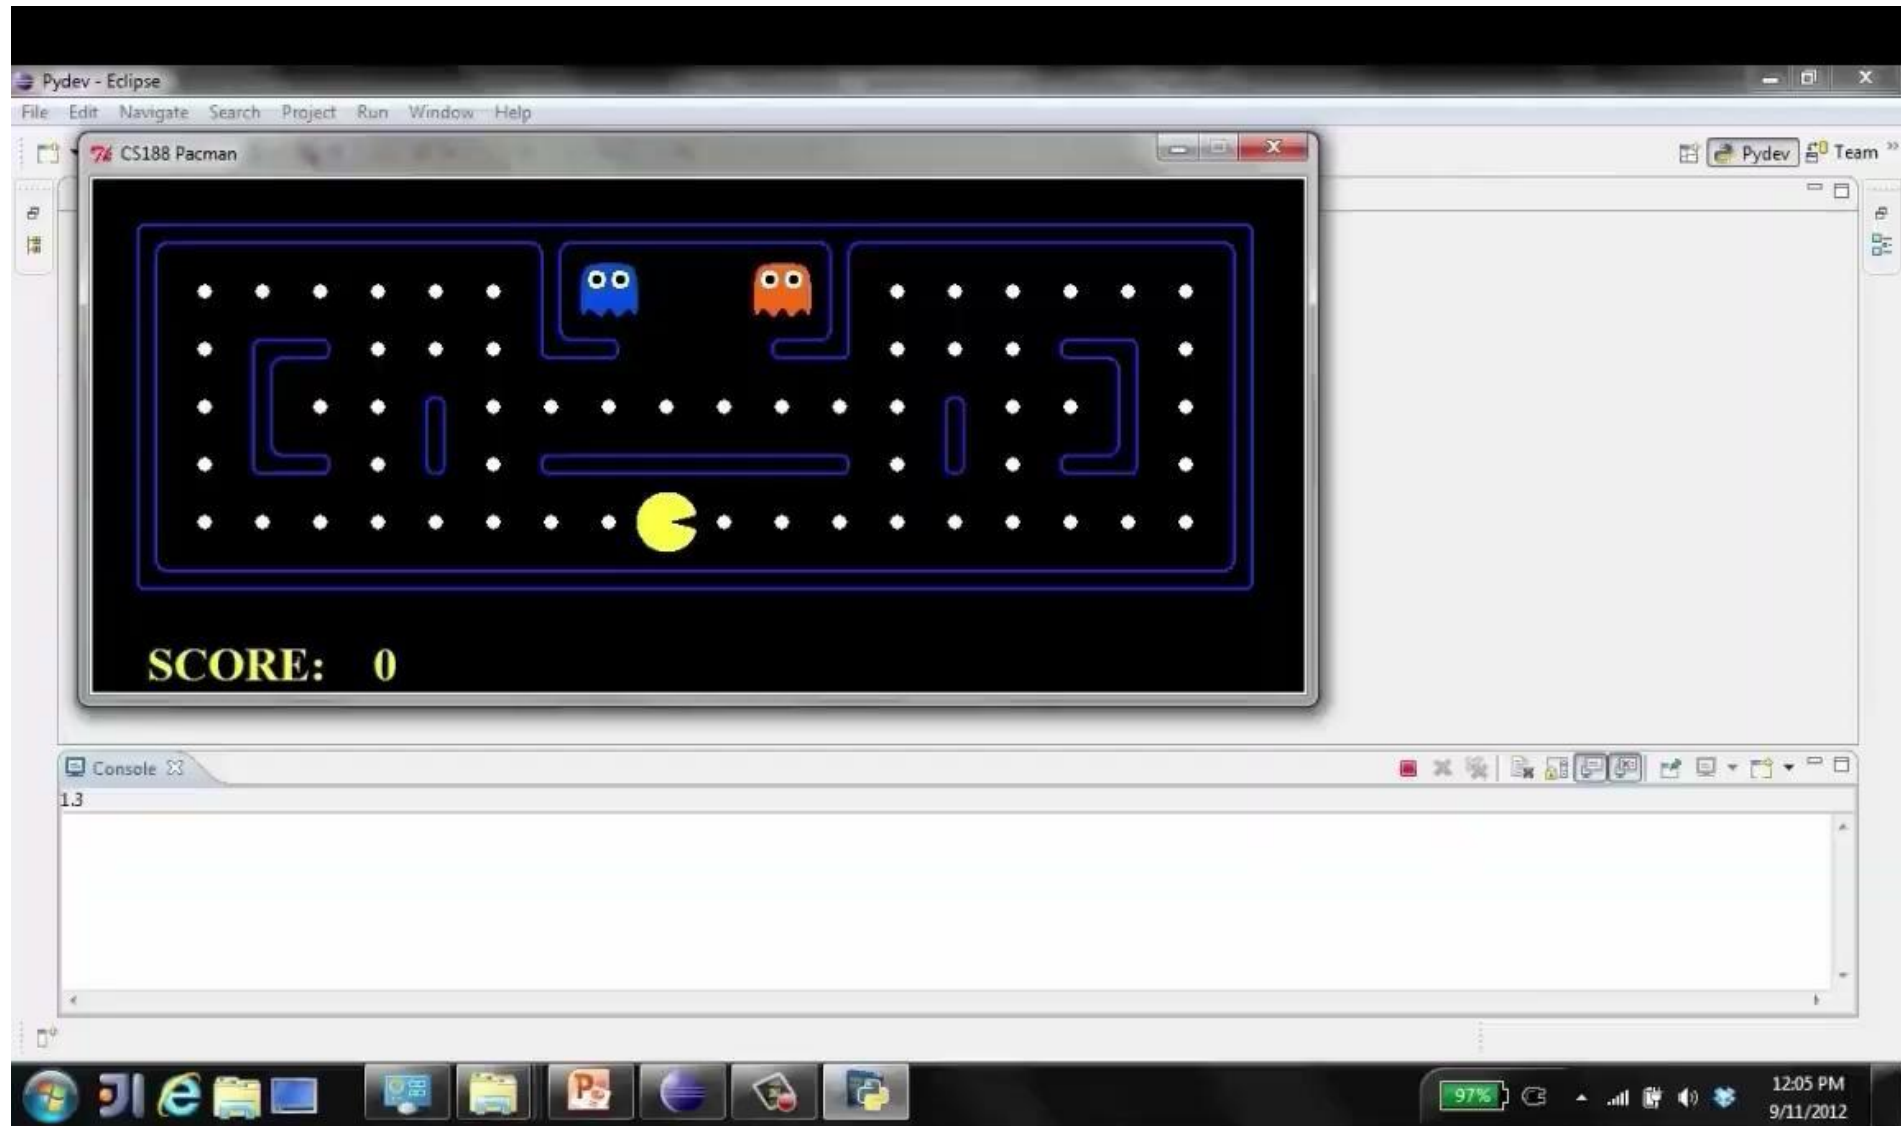 Pydev - Eclipse
File Edit Navigate Search Project Run Window Help
CS188 Pacman
Pydev Team
SCORE: 0
Console
1.3
97%
12:05 PM
9/11/2012